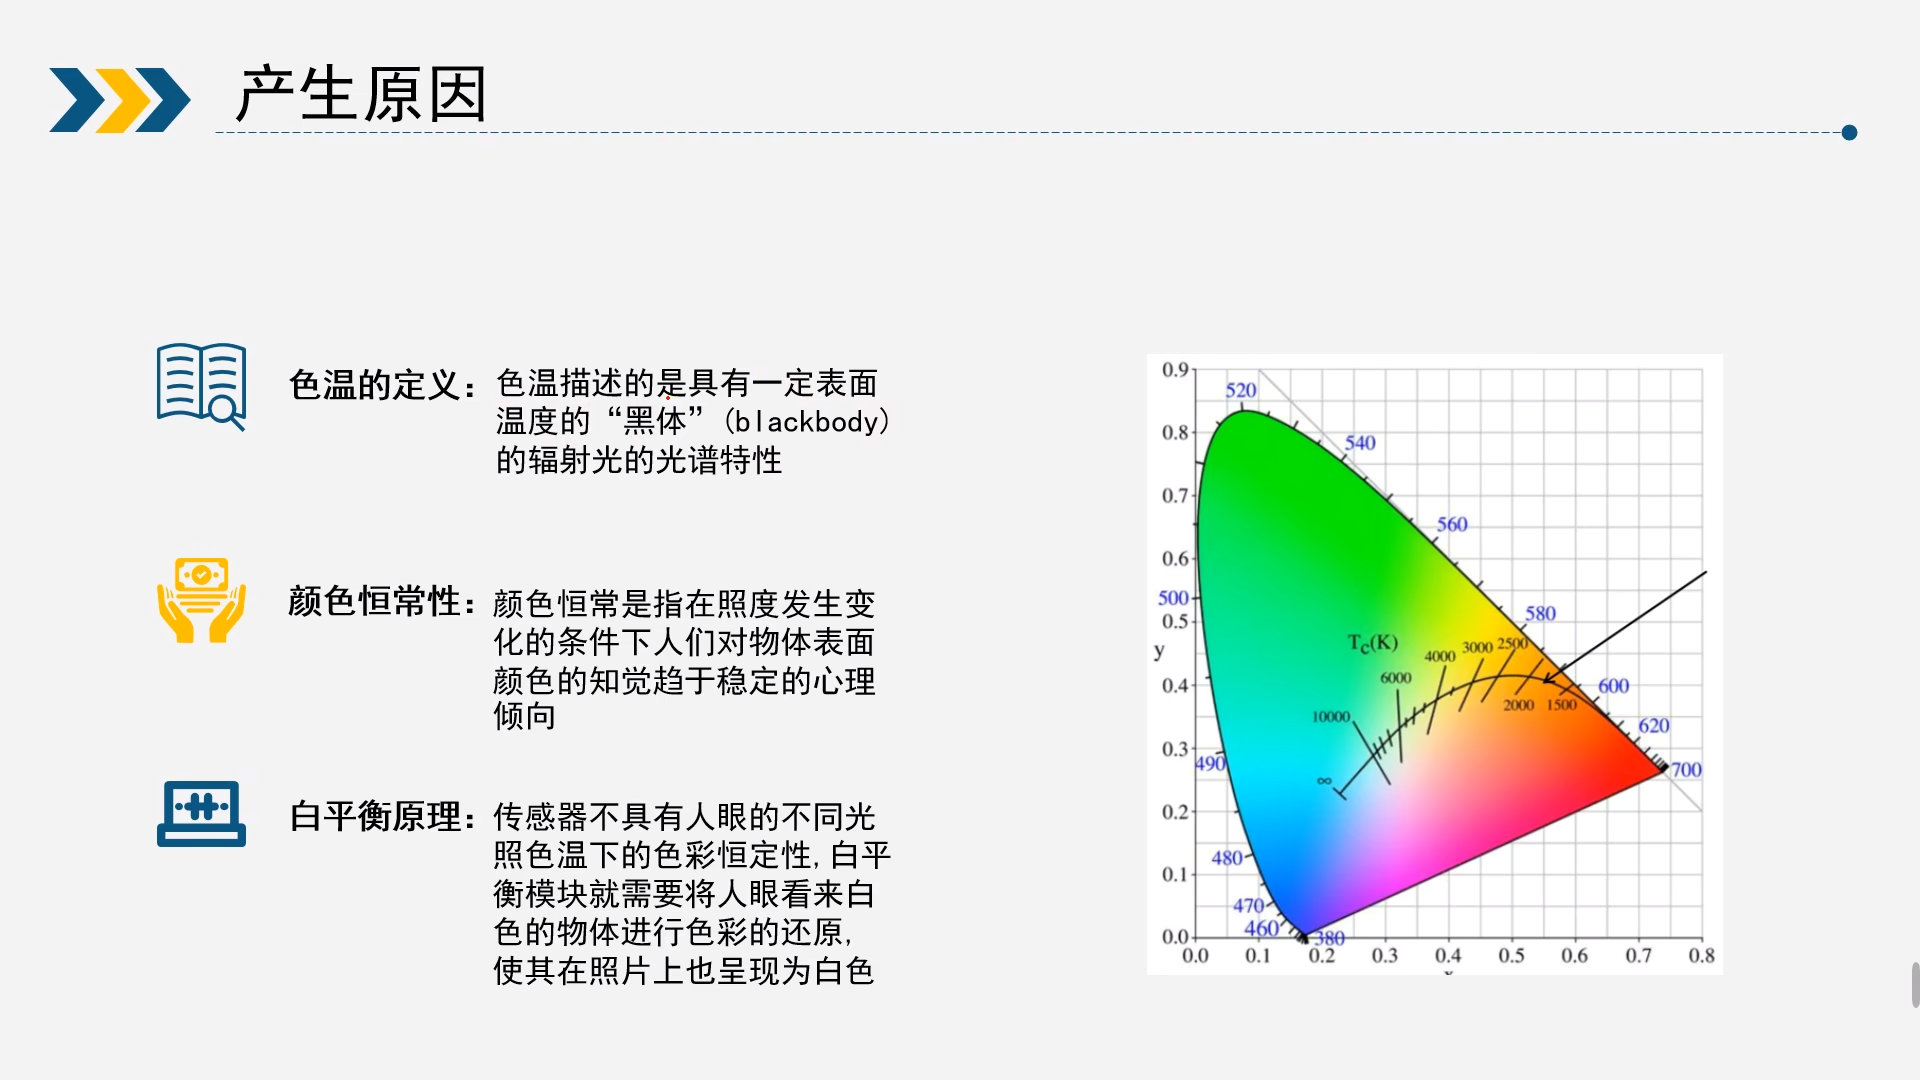 产生原因
色温的定义：
色温描述的是具有一定表面
温度的“黑体”(blackbody)
的辐射光的光谱特性
颜色恒常性：
颜色恒常是指在照度发生变
化的条件下人们对物体表面
颜色的知觉趋于稳定的心理
倾向
白平衡原理：
传感器不具有人眼的不同光
照色温下的色彩恒定性,白平
衡模块就需要将人眼看来白
色的物体进行色彩的还原,
使其在照片上也呈现为白色
0.9
520
0.8
540
0.7
560
0.6
500
580
0.5
y
Tc(K)
4000
3000
2500
6000
0.4
600
2000
1500
10000
620
0.3
490
700
∞
0.2
480
0.1
470
460
0.0
380
0.0
0.1
0.2
0.3
0.4
0.5
0.6
0.7
0.8